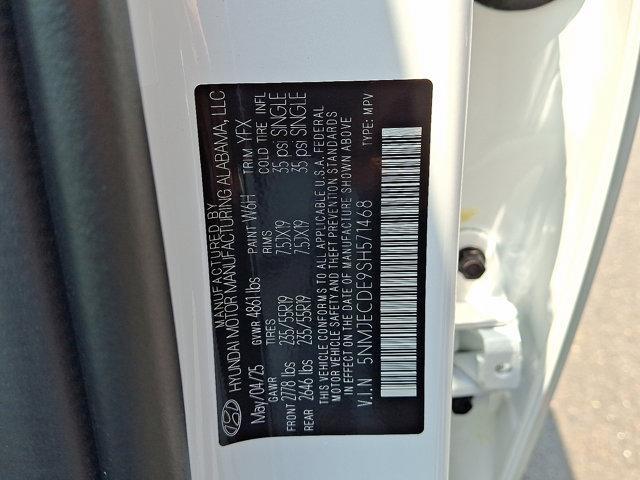 MANUFACTURED BY
HYUNDAI MOTOR MANUFACTURING ALABAMA, LLC
May/04/25 GVWR 4861 lbs PAINT W6H TRIM YFX
GAWR TIRES RIMS COLD TIRE INFL
FRONT 2778 lbs 235/55R19 7.5JX19 35 psi SINGLE
REAR 2646 lbs 235/55R19 7.5JX19 35 psi SINGLE
THIS VEHICLE CONFORMS TO ALL APPLICABLE U.S.A. FEDERAL
MOTOR VEHICLE SAFETY AND THEFT PREVENTION STANDARDS
IN EFFECT ON THE DATE OF MANUFACTURE SHOWN ABOVE
V.I.N 5NMJECDE9SH571468 TYPE: MPV